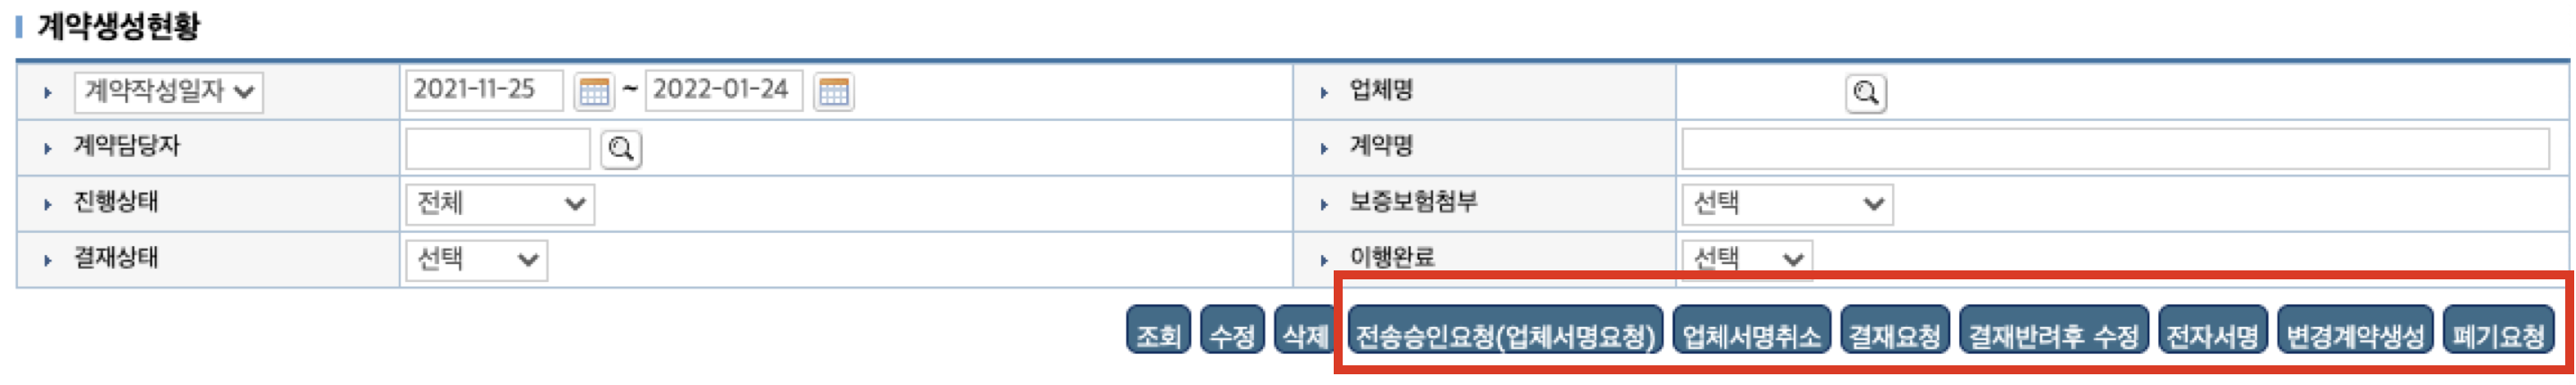 계약생성현황
계약작성일자 2021-11-25 ~ 2022-01-24 업체명
계약담당자 계약명
진행상태 전체 보증보험첨부 선택
결재상태 선택 이행완료 선택
조회 수정 삭제 전송승인요청(업체서명요청) 업체서명취소 결재요청 결재반려후 수정 전자서명 변경계약생성 폐기요청